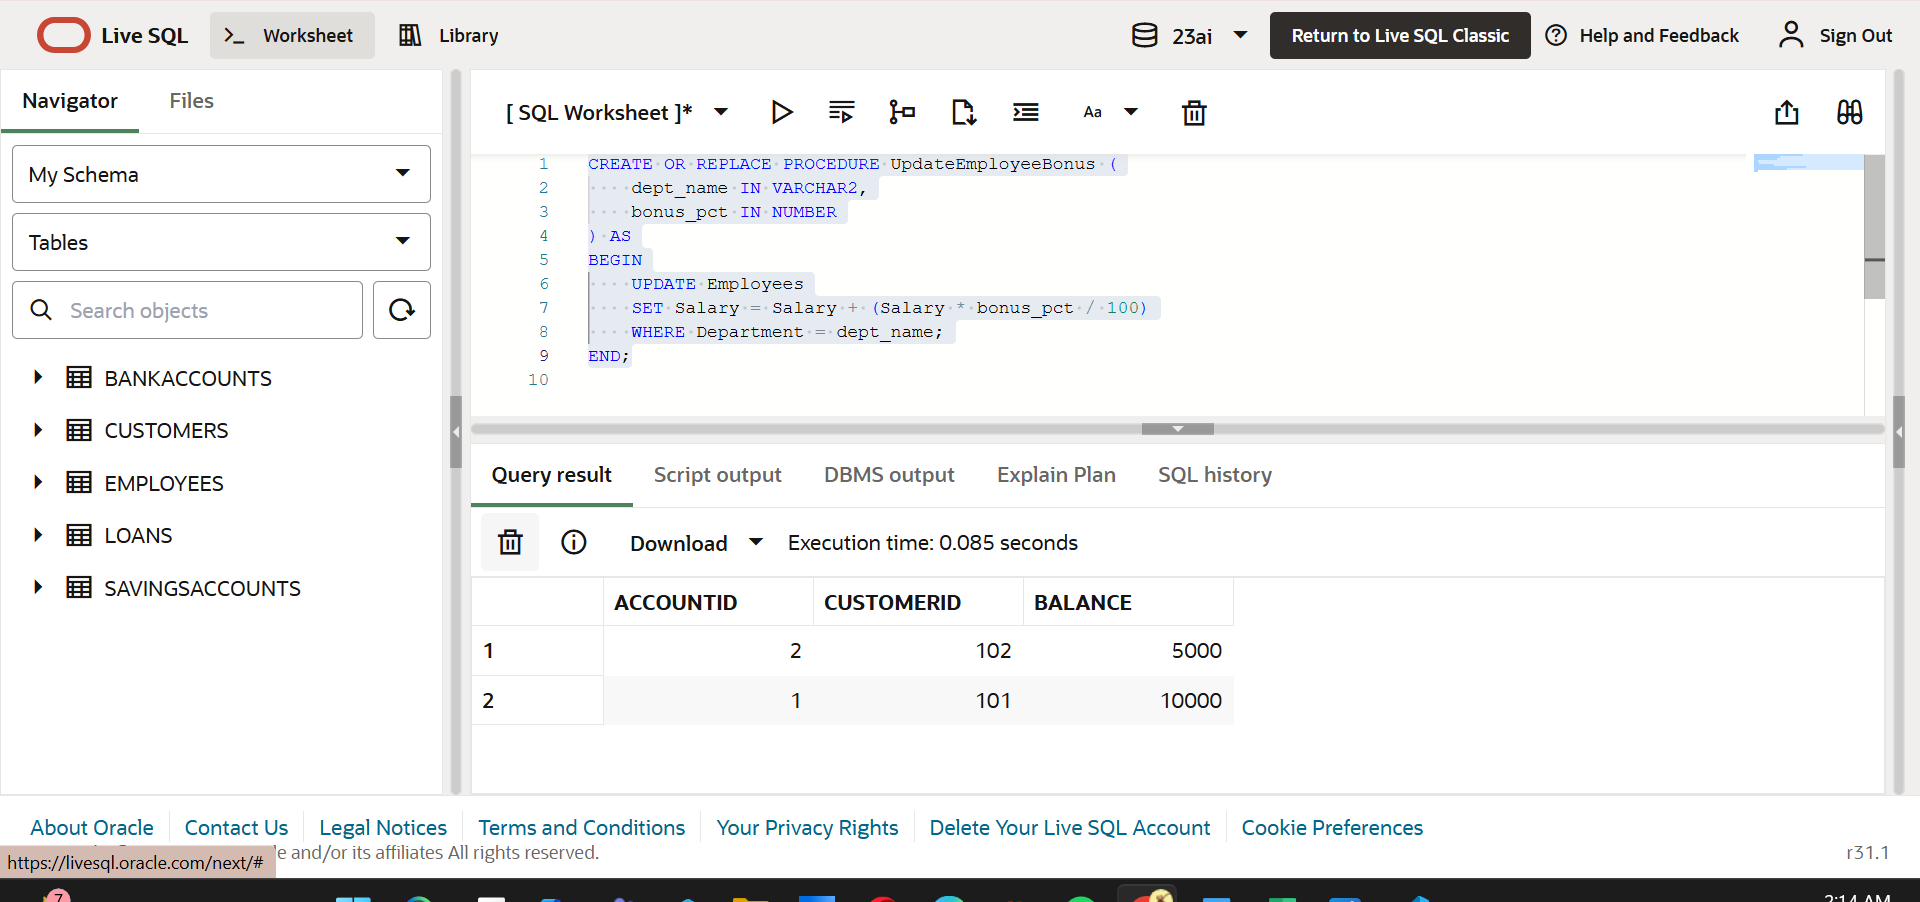 Live SQL
Worksheet
Library
23ai
Return to Live SQL Classic
Help and Feedback
Sign Out
Navigator
Files
My Schema
Tables
Search objects
BANKACCOUNTS
CUSTOMERS
EMPLOYEES
LOANS
SAVINGSACCOUNTS
[ SQL Worksheet ]*
Aa
1 CREATE OR REPLACE PROCEDURE UpdateEmployeeBonus (
2 dept_name IN VARCHAR2,
3 bonus_pct IN NUMBER
4 ) AS
5 BEGIN
6 UPDATE Employees
7 SET Salary = Salary + (Salary * bonus_pct / 100)
8 WHERE Department = dept_name;
9 END;
10
Query result
Script output
DBMS output
Explain Plan
SQL history
Download
Execution time: 0.085 seconds
ACCOUNTID CUSTOMERID BALANCE
1 2 102 5000
2 1 101 10000
About Oracle
Contact Us
Legal Notices
Terms and Conditions
Your Privacy Rights
Delete Your Live SQL Account
Cookie Preferences
and/or its affiliates All rights reserved.
r31.1
https://livesql.oracle.com/next/#
7
2:14 AM